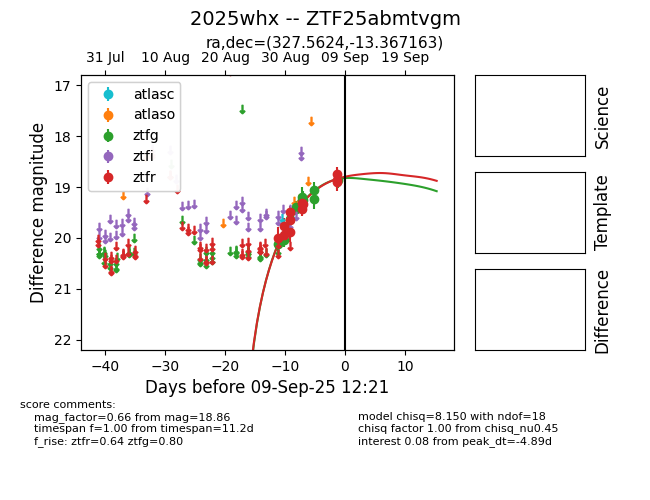 2025whx -- ZTF25abmtvgm
ra,dec=(327.5624,-13.367163)
31 Jul 10 Aug 20 Aug 30 Aug 09 Sep 19 Sep
17
18
19
20
21
22
Difference magnitude
atlasc
atlaso
ztfg
ztfi
ztfr
−40 −30 −20 −10 0 10
Days before 09-Sep-25 12:21
Science
Template
Difference
score comments:
mag_factor=0.66 from mag=18.86
timespan f=1.00 from timespan=11.2d
f_rise: ztfr=0.64 ztfg=0.80
model chisq=8.150 with ndof=18
chisq factor 1.00 from chisq_nu0.45
interest 0.08 from peak_dt=-4.89d